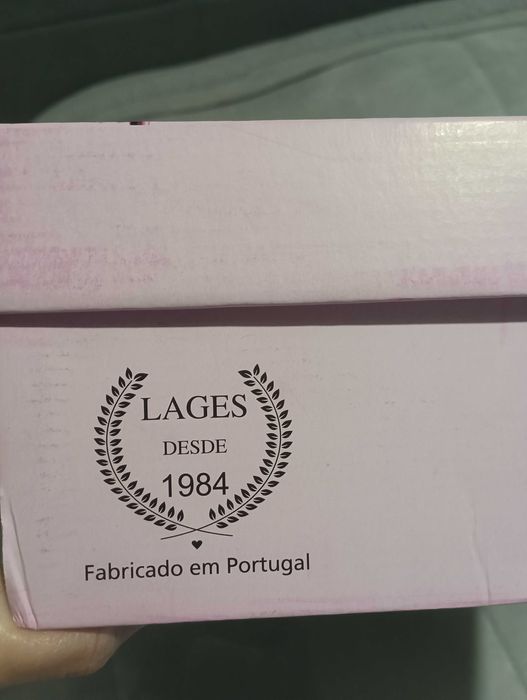 LAGES
DESDE
1984
Fabricado em Portugal